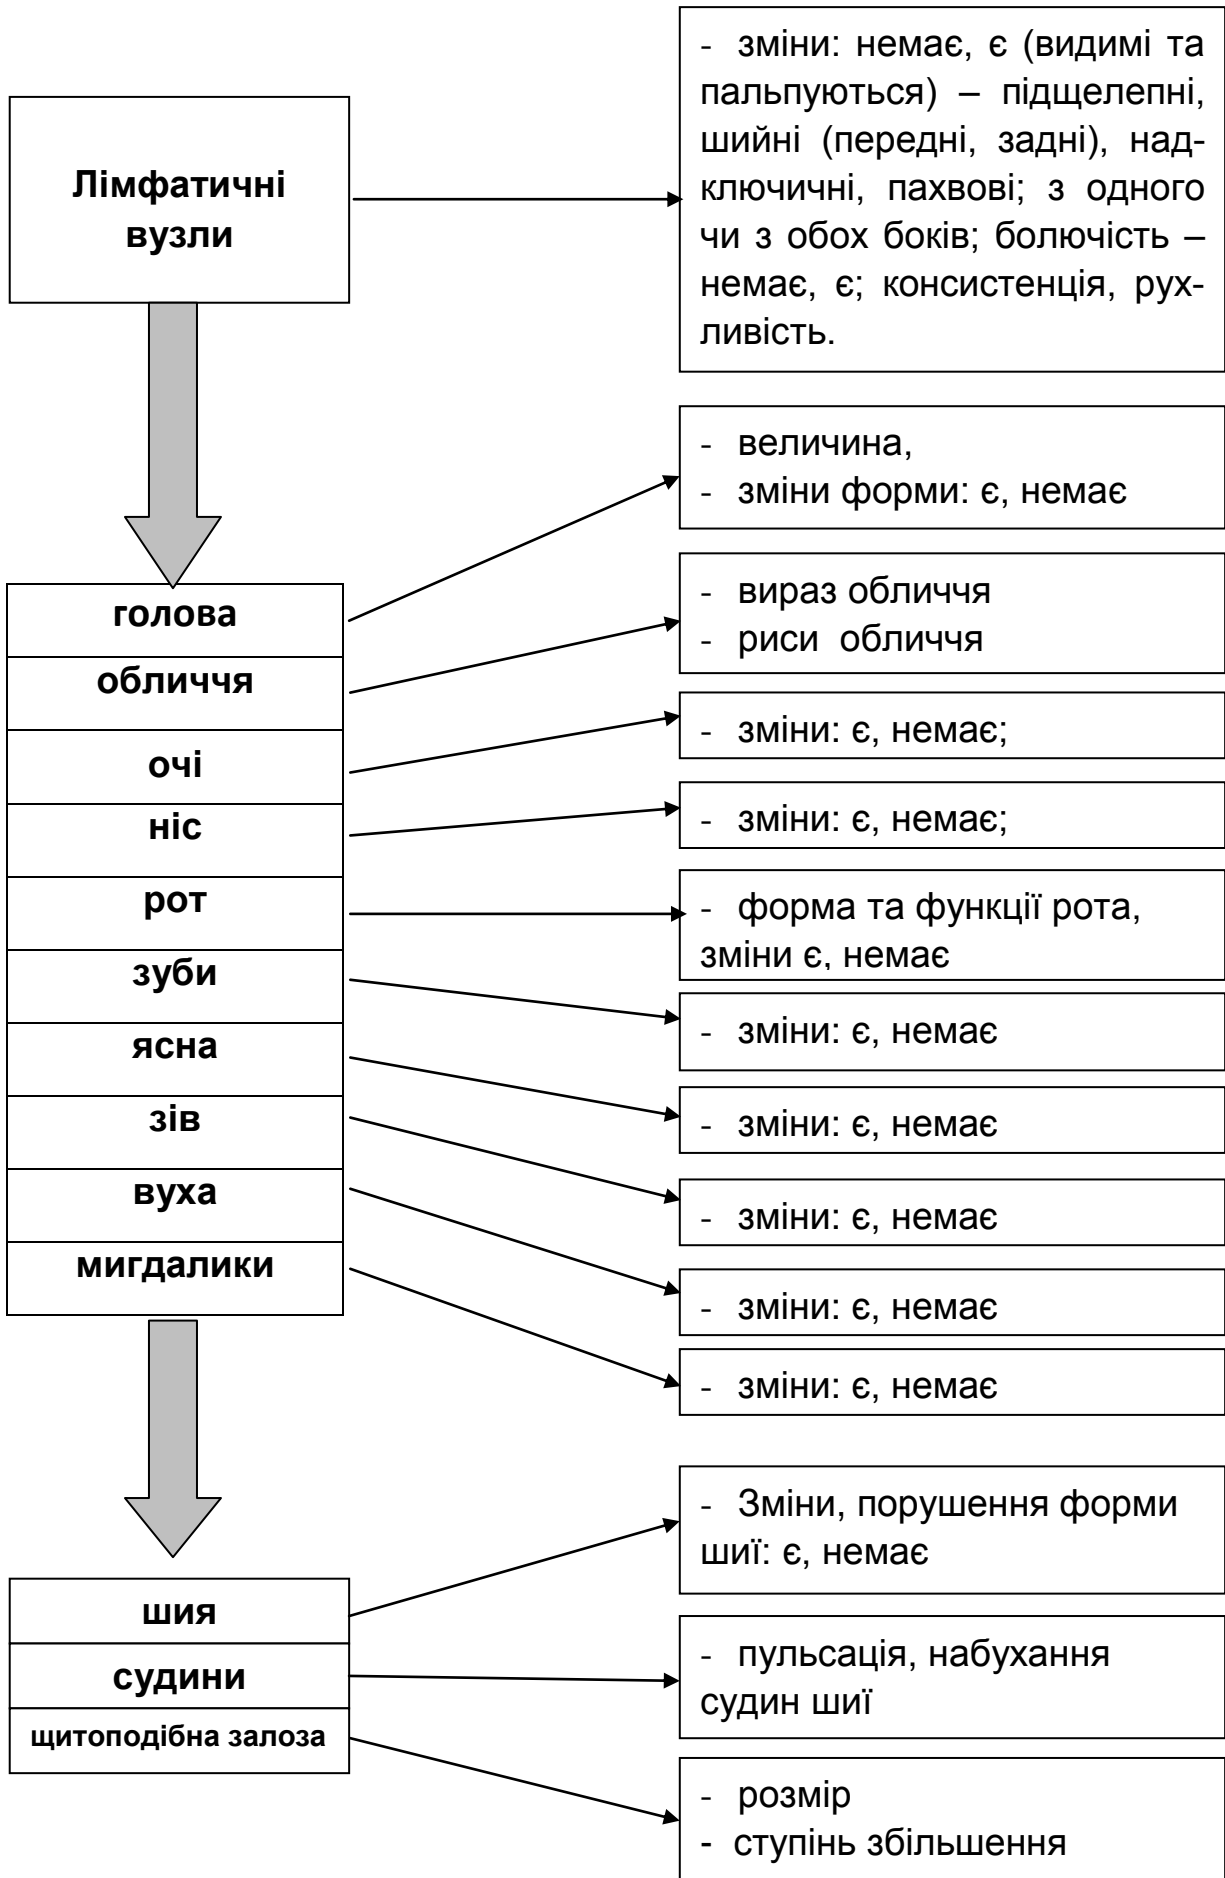 - зміни: немає, є (видимі та
пальпуються) – підщелепні,
шийні (передні, задні), над-
ключичні, пахвові; з одного
чи з обох боків; болючість –
немає, є; консистенція, рух-
ливість.
Лімфатичні
вузли
- величина,
- зміни форми: є, немає
голова
- вираз обличчя
- риси обличчя
обличчя
- зміни: є, немає;
очі
- зміни: є, немає;
ніс
- форма та функції рота,
зміни є, немає
рот
- зміни: є, немає
зуби
- зміни: є, немає
ясна
- зміни: є, немає
зів
- зміни: є, немає
вуха
- зміни: є, немає
мигдалики
- Зміни, порушення форми
шиї: є, немає
шия
- пульсація, набухання
судин шиї
судини
щитоподібна залоза
- розмір
- ступінь збільшення